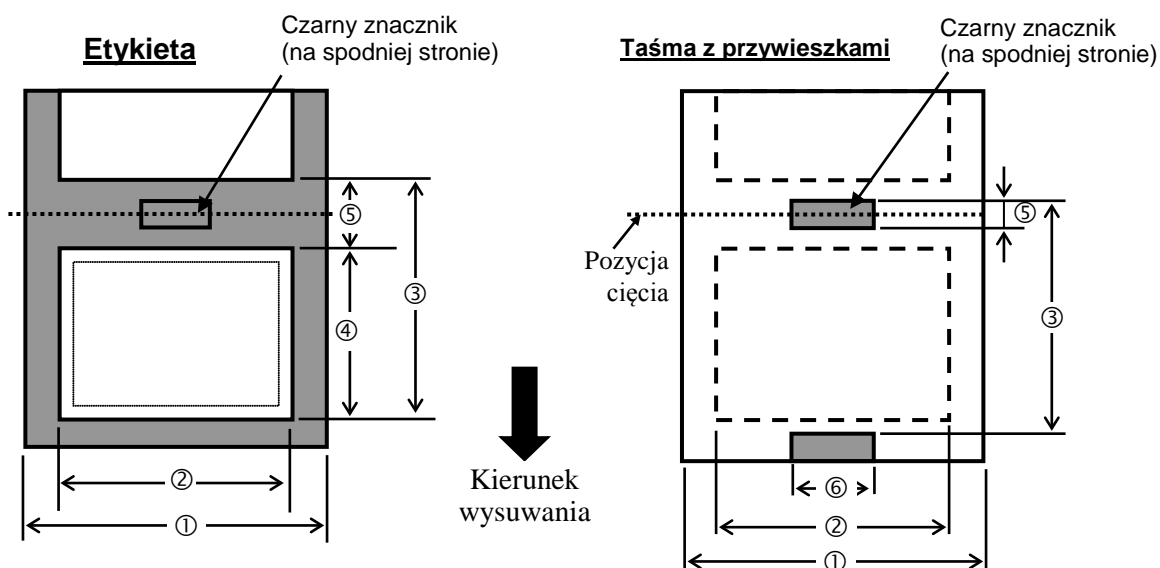 Etykieta
Czarny znacznik
(na spodniej stronie)
⑤
③
④
②
①
Kierunek
wysuwania
Taśma z przywieszkami
Czarny znacznik
(na spodniej stronie)
⑤
Pozycja
cięcia
③
⑥
②
①